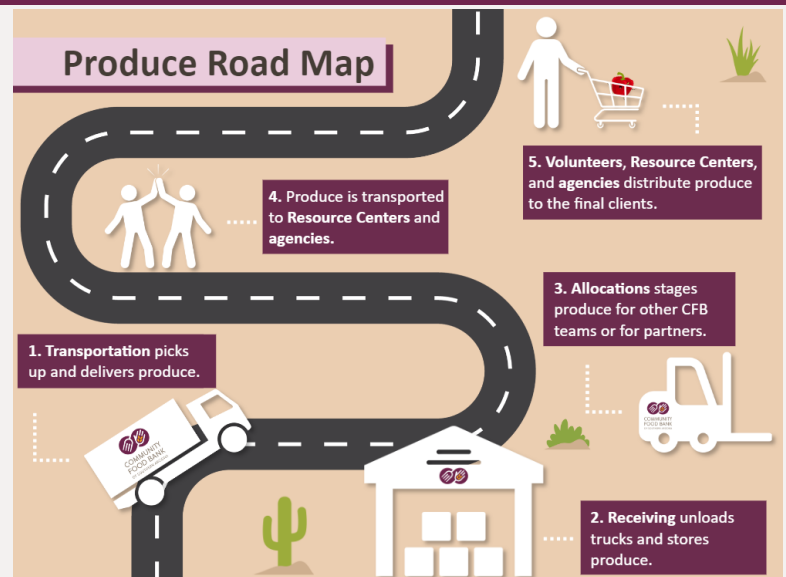 Produce Road Map
5. Volunteers, Resource Centers,
and agencies distribute produce
to the final clients.
4. Produce is transported
to Resource Centers and
agencies.
3. Allocations stages
produce for other CFB
teams or for partners.
1. Transportation picks
up and delivers produce.
COMMUNITY
FOOD BANK
COMMUNITY
FOOD BANK
2. Receiving unloads
trucks and stores
produce.